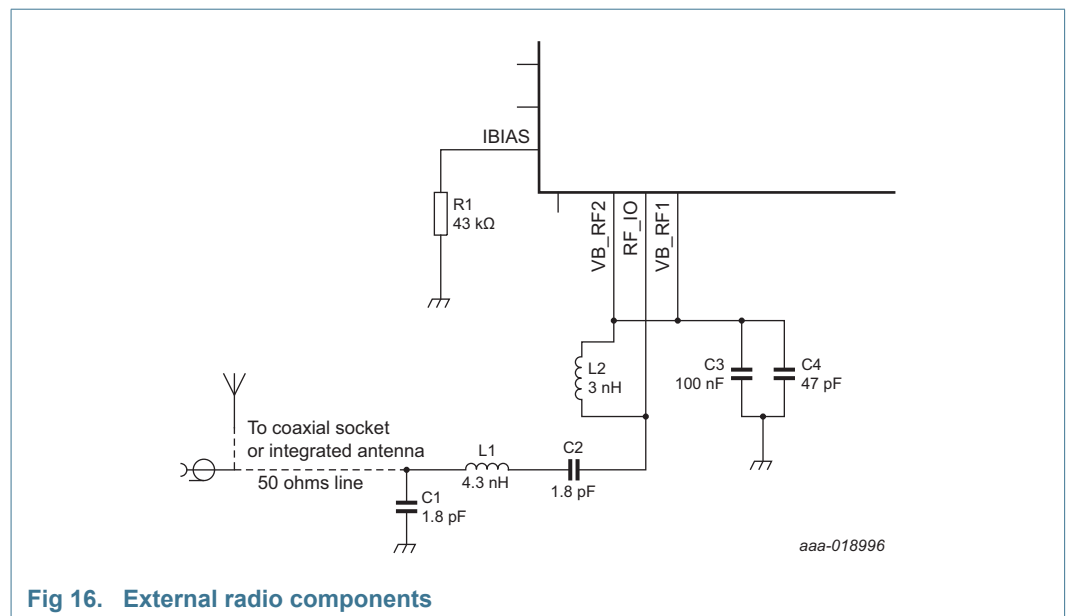 IBIAS
R1
43 kΩ
VB_RF2
RF_IO
VB_RF1
L2
3 nH
C3
100 nF
C4
47 pF
To coaxial socket
or integrated antenna
50 ohms line
L1
4.3 nH
C2
1.8 pF
C1
1.8 pF
aaa-018996
Fig 16. External radio components